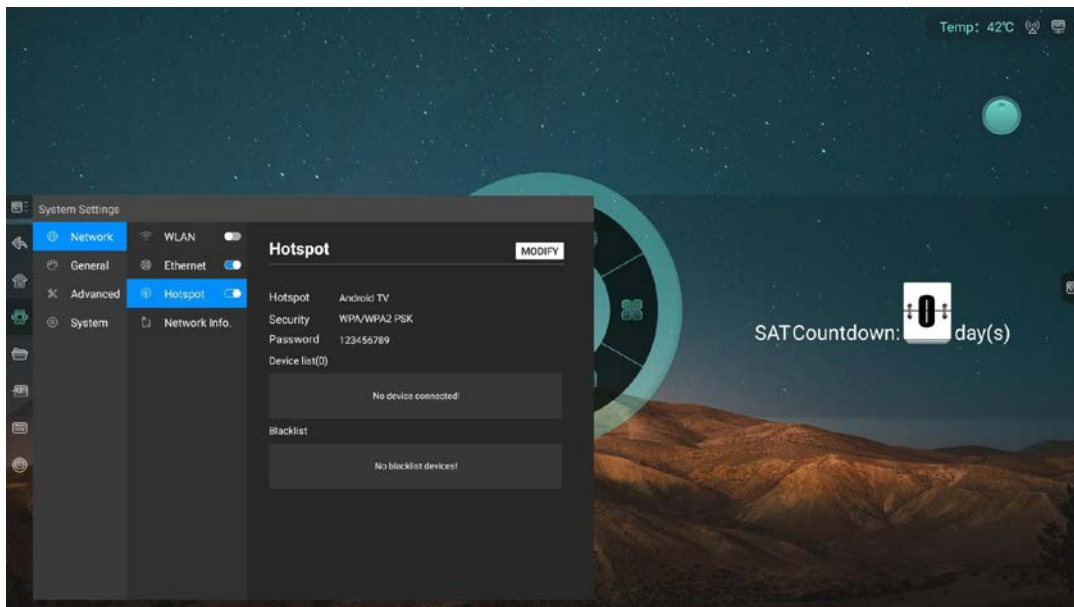 Temp: 42℃
System Settings
Network
General
Advanced
System
WLAN
Ethernet
Hotspot
Network Info.
Hotspot
MODIFY
Hotspot Android TV
Security WPA/WPA2 PSK
Password 123456789
Device list(0)
No device connected!
Blacklist
No blacklist devices!
SAT Countdown: 0 day(s)